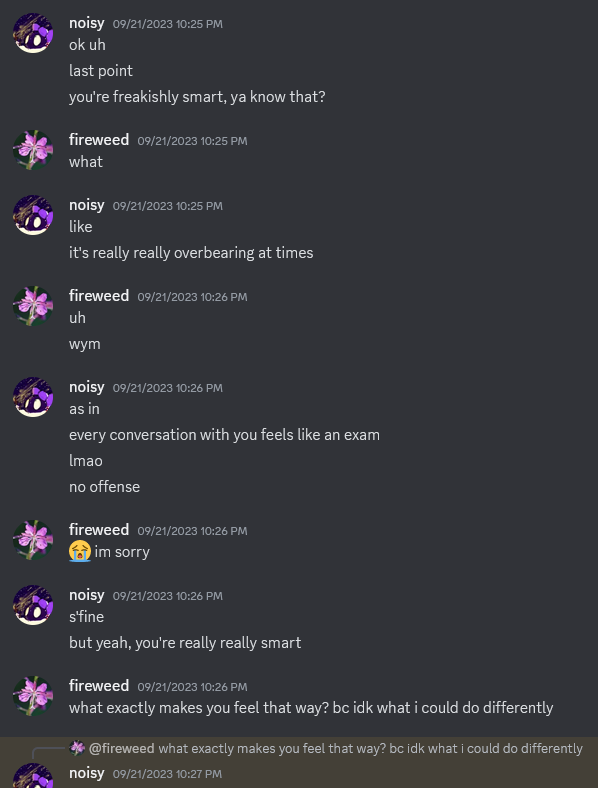 noisy 09/21/2023 10:25 PM
ok uh
last point
you're freakishly smart, ya know that?
fireweed 09/21/2023 10:25 PM
what
noisy 09/21/2023 10:25 PM
like
it's really really overbearing at times
fireweed 09/21/2023 10:26 PM
uh
wym
noisy 09/21/2023 10:26 PM
as in
every conversation with you feels like an exam
lmao
no offense
fireweed 09/21/2023 10:26 PM
😭 im sorry
noisy 09/21/2023 10:26 PM
s'fine
but yeah, you're really really smart
fireweed 09/21/2023 10:26 PM
what exactly makes you feel that way? bc idk what i could do differently
@fireweed what exactly makes you feel that way? bc idk what i could do differently
noisy 09/21/2023 10:27 PM